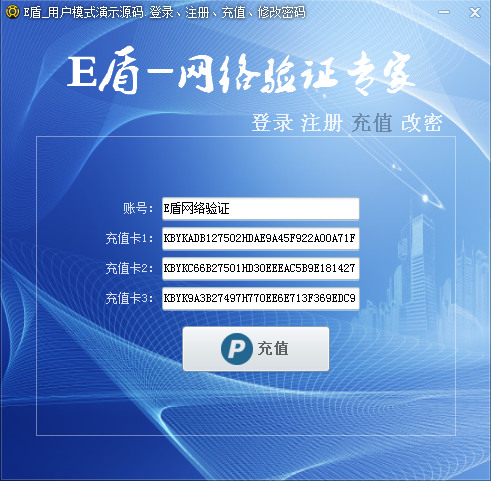 E盾_用户模式演示源码-登录、注册、充值、修改密码
E盾一网络验证专家
登录 注册 充值 改密
账号: E盾网络验证
充值卡1: KBYKADB127502HDAE9A45F922A00A71F
充值卡2: KBYKC66B27501HD30EEEAC5B9E181427
充值卡3: KBYK9A3B27497H770EE6E713F369EDC9
P 充值